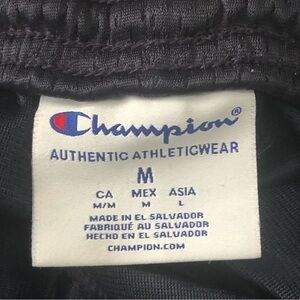 Champion®
AUTHENTIC ATHLETICWEAR
M
CA MEX ASIA
M/M M L
MADE IN EL SALVADOR
FABRIQUÉ AU SALVADOR
HECHO EN EL SALVADOR
CHAMPION.COM